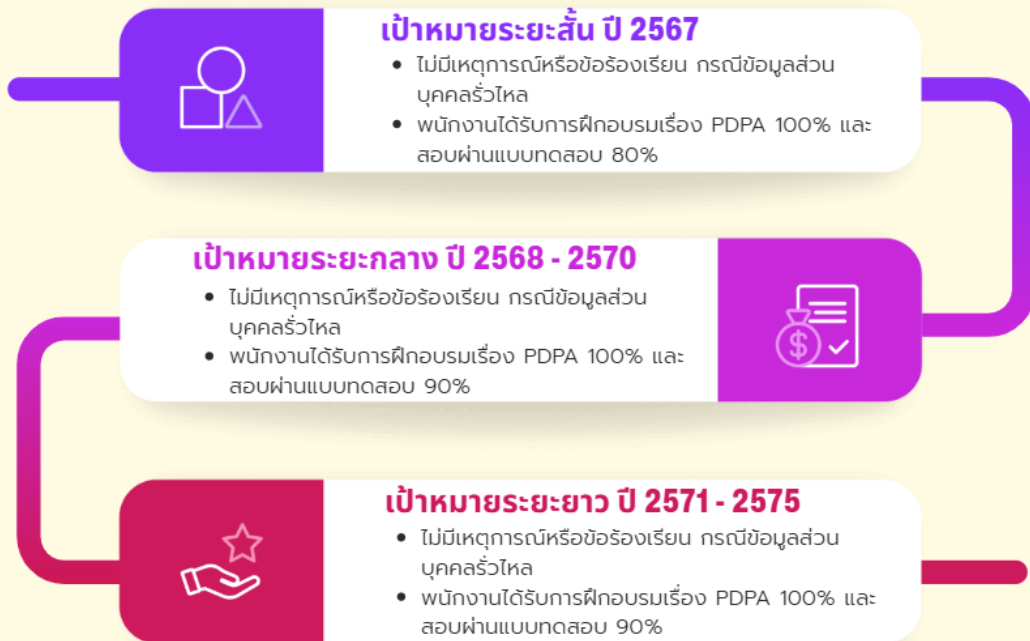 เป้าหมายระยะสั้น ปี 2567
• ไม่มีเหตุการณ์หรือข้อร้องเรียน กรณีข้อมูลส่วน
บุคคลรั่วไหล
• พนักงานได้รับการฝึกอบรมเรื่อง PDPA 100% และ
สอบผ่านแบบทดสอบ 80%
เป้าหมายระยะกลาง ปี 2568 - 2570
• ไม่มีเหตุการณ์หรือข้อร้องเรียน กรณีข้อมูลส่วน
บุคคลรั่วไหล
• พนักงานได้รับการฝึกอบรมเรื่อง PDPA 100% และ
สอบผ่านแบบทดสอบ 90%
เป้าหมายระยะยาว ปี 2571 - 2575
• ไม่มีเหตุการณ์หรือข้อร้องเรียน กรณีข้อมูลส่วน
บุคคลรั่วไหล
• พนักงานได้รับการฝึกอบรมเรื่อง PDPA 100% และ
สอบผ่านแบบทดสอบ 90%